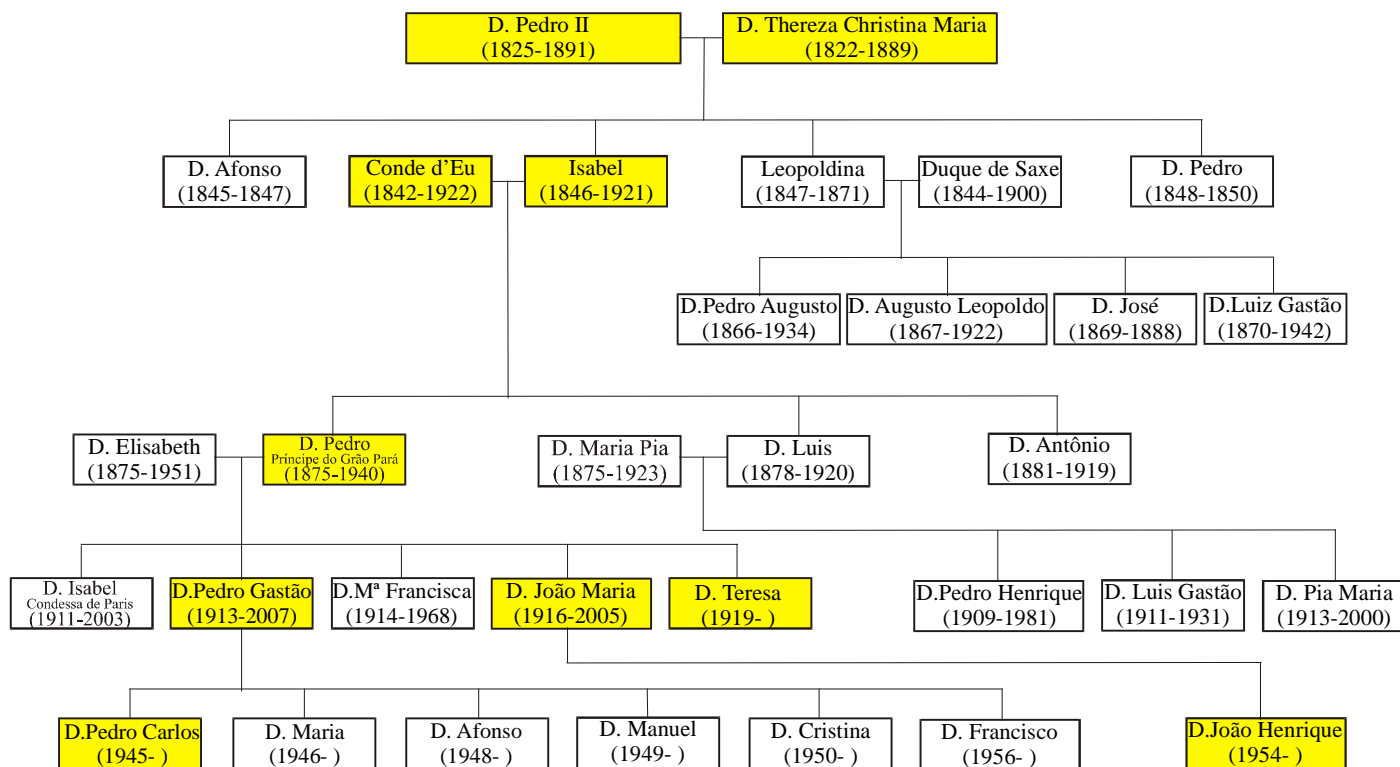 D. Pedro II
(1825-1891)
D. Thereza Christina Maria
(1822-1889)
D. Afonso
(1845-1847)
Conde d’Eu
(1842-1922)
Isabel
(1846-1921)
Leopoldina
(1847-1871)
Duque de Saxe
(1844-1900)
D. Pedro
(1848-1850)
D.Pedro Augusto
(1866-1934)
D. Augusto Leopoldo
(1867-1922)
D. José
(1869-1888)
D.Luiz Gastão
(1870-1942)
D. Elisabeth
(1875-1951)
D. Pedro
Príncipe do Grão Pará
(1875-1940)
D. Maria Pia
(1875-1923)
D. Luis
(1878-1920)
D. Antônio
(1881-1919)
D. Isabel
Condessa de Paris
(1911-2003)
D.Pedro Gastão
(1913-2007)
D.Mª Francisca
(1914-1968)
D. João Maria
(1916-2005)
D. Teresa
(1919- )
D.Pedro Henrique
(1909-1981)
D. Luis Gastão
(1911-1931)
D. Pia Maria
(1913-2000)
D.Pedro Carlos
(1945- )
D. Maria
(1946- )
D. Afonso
(1948- )
D. Manuel
(1949- )
D. Cristina
(1950- )
D. Francisco
(1956- )
D.João Henrique
(1954- )